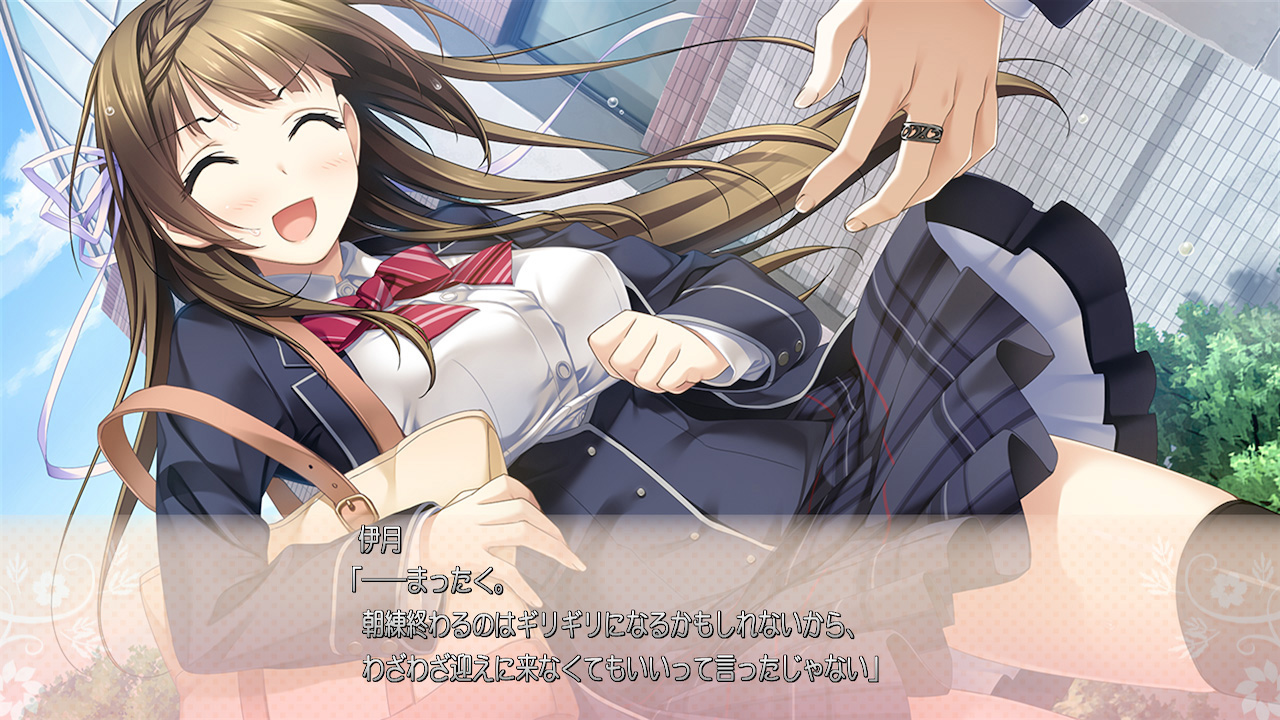 伊月
「――まったく。
朝練終わるのはギリギリになるかもしれないから、
わざわざ迎えに来なくてもいいって言ったじゃない」